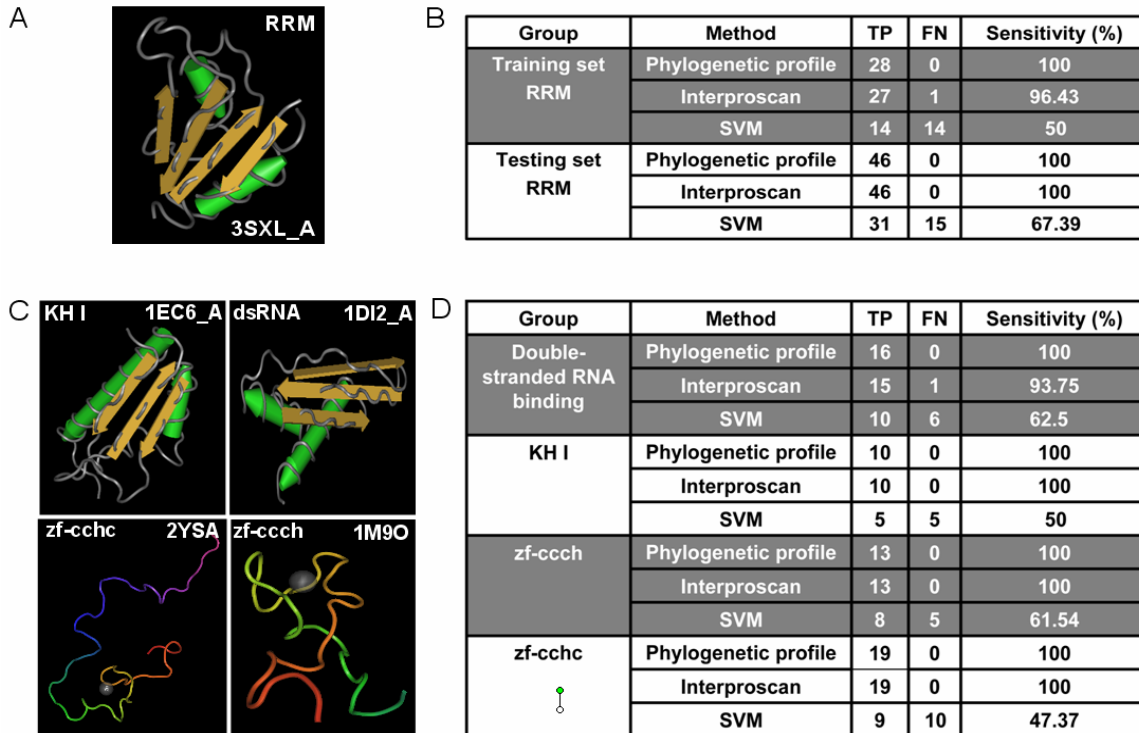 A
RRM
3SXL_A
B
Group Method TP FN Sensitivity (%)
Training set RRM Phylogenetic profile 28 0 100
Interproscan 27 1 96.43
SVM 14 14 50
Testing set RRM Phylogenetic profile 46 0 100
Interproscan 46 0 100
SVM 31 15 67.39
C
KH I 1EC6_A
dsRNA 1DI2_A
zf-cchc 2YSA
zf-ccch 1M9O
D
Group Method TP FN Sensitivity (%)
Double-stranded RNA binding Phylogenetic profile 16 0 100
Interproscan 15 1 93.75
SVM 10 6 62.5
KH I Phylogenetic profile 10 0 100
Interproscan 10 0 100
SVM 5 5 50
zf-ccch Phylogenetic profile 13 0 100
Interproscan 13 0 100
SVM 8 5 61.54
zf-cchc Phylogenetic profile 19 0 100
Interproscan 19 0 100
SVM 9 10 47.37